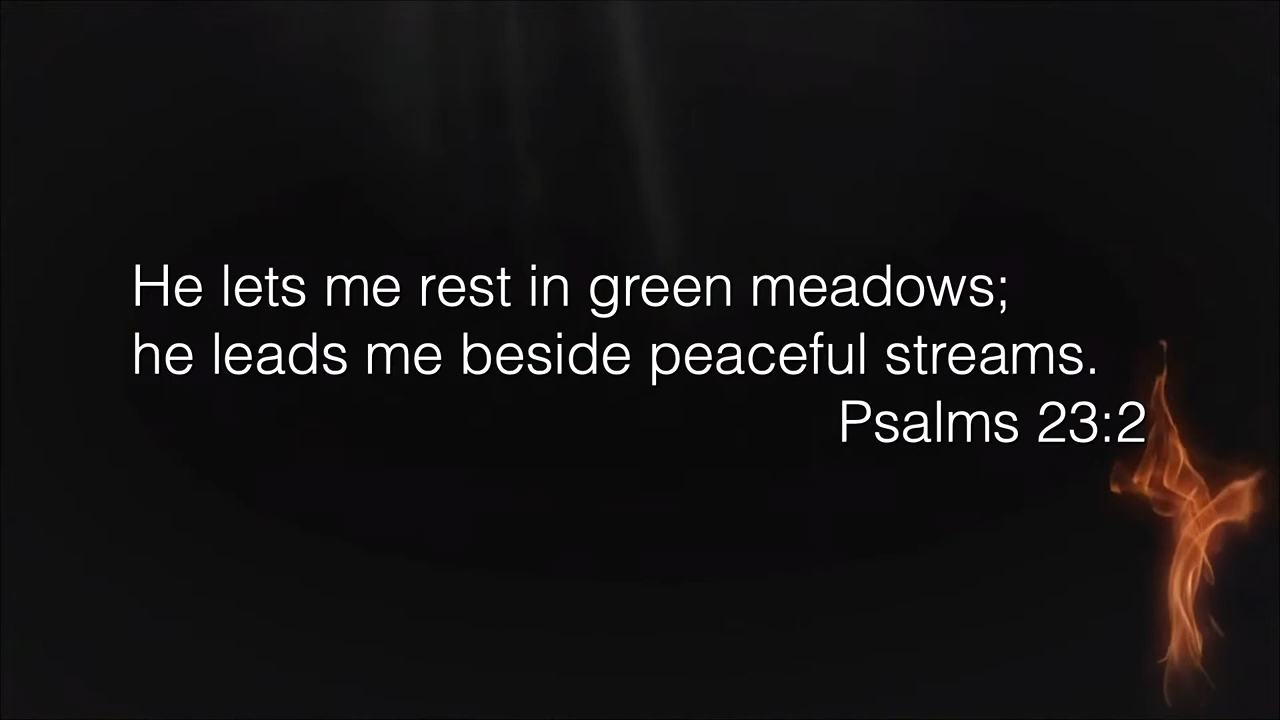 He lets me rest in green meadows;
he leads me beside peaceful streams.
Psalms 23:2